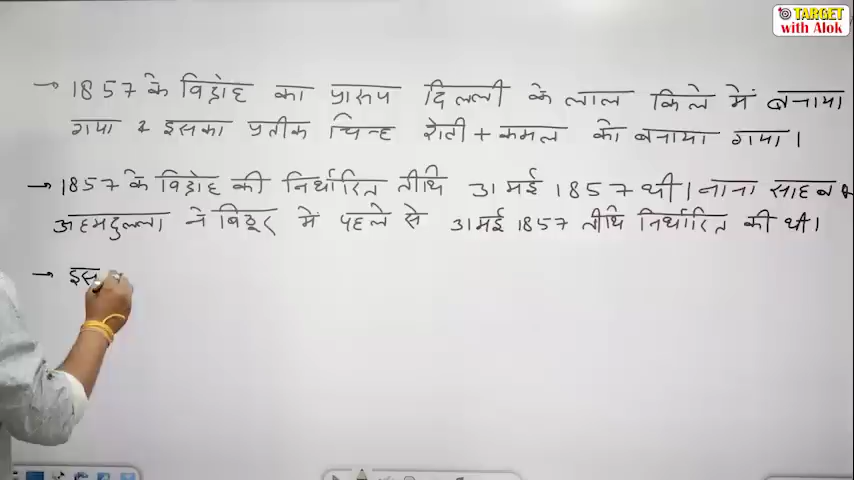 TARGET
with Alok
→ 1857 के विद्रोह का प्रारूप दिल्ली के लाल किले में बनाया
गया & इसका प्रतीक चिन्ह रोटी + कमल को बनाया गया।
→ 1857 के विद्रोह की निर्धारित तीथि 31 मई 1857 थी। नाना साहब &
अहमदुल्ला ने बिठूर में पहले से 31 मई 1857 तीथि निर्धारित की थी।
→ इस